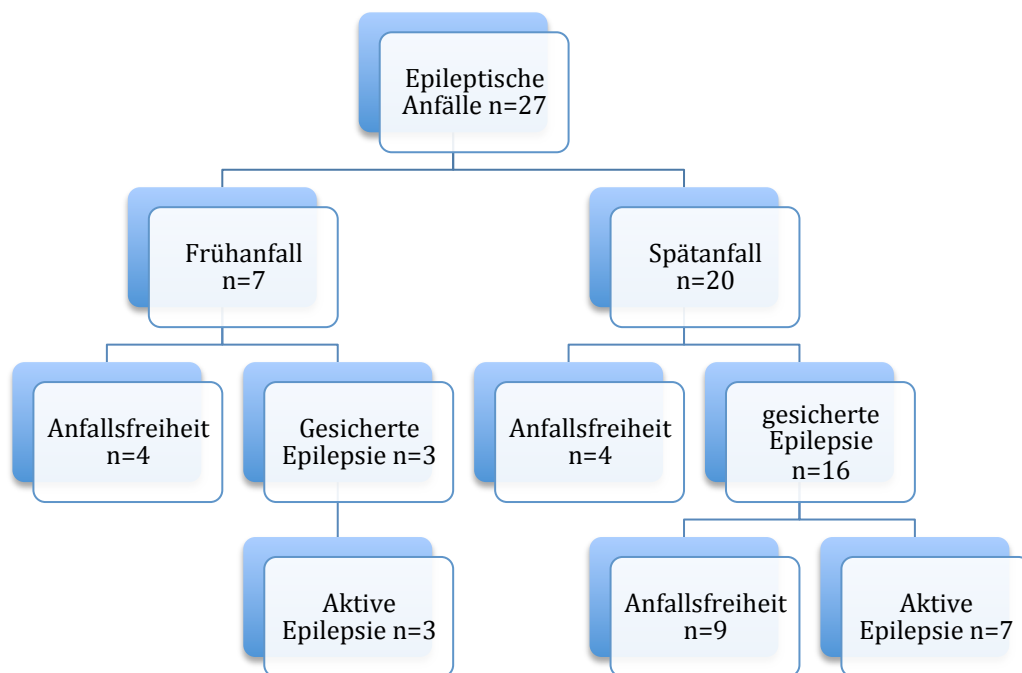 Epileptische
Anfälle n=27
Frühanfall
n=7
Spätanfall
n=20
Anfallsfreiheit
n=4
Gesicherte
Epilepsie n=3
Anfallsfreiheit
n=4
gesicherte
Epilepsie
n=16
Aktive
Epilepsie n=3
Anfallsfreiheit
n=9
Aktive
Epilepsie n=7